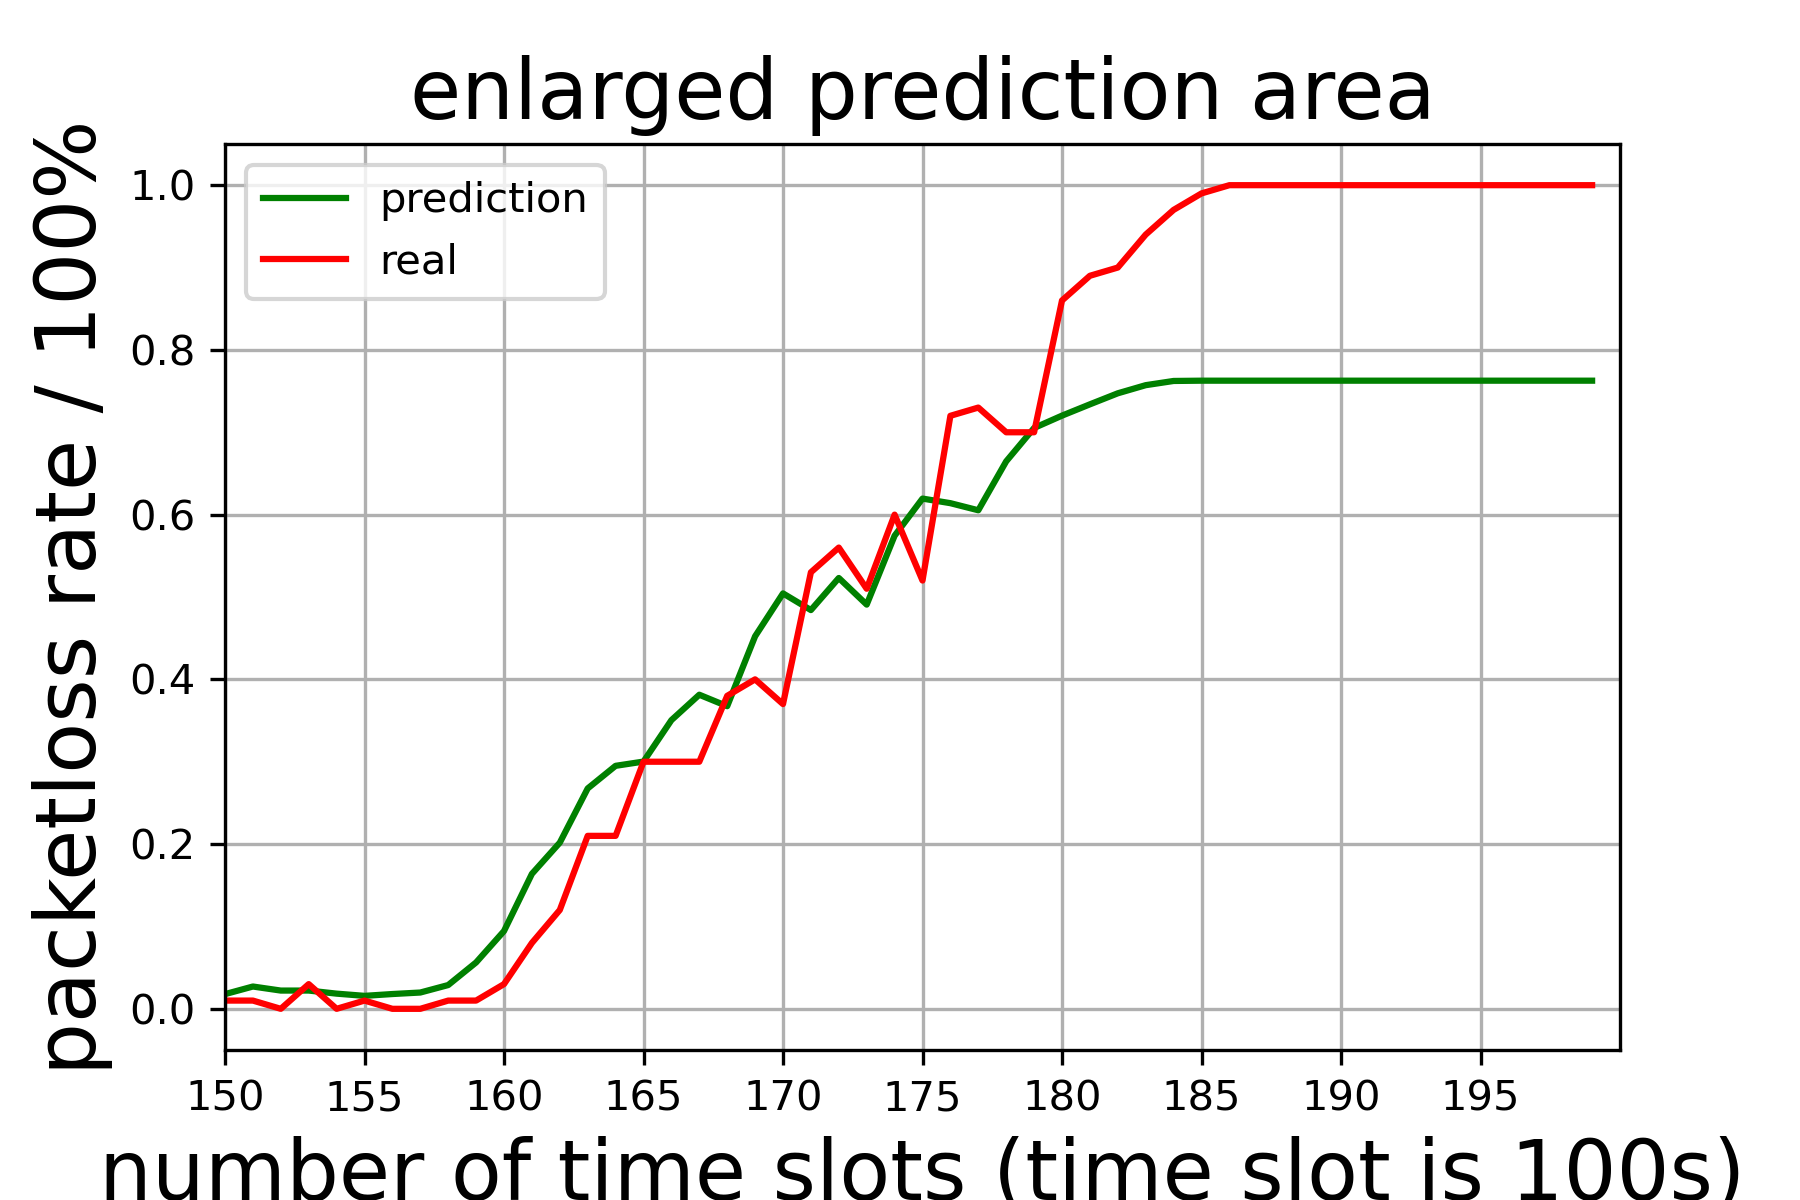 enlarged prediction area
packetloss rate / 100%
prediction
real
1.0
0.8
0.6
0.4
0.2
0.0
150 155 160 165 170 175 180 185 190 195
number of time slots (time slot is 100s)